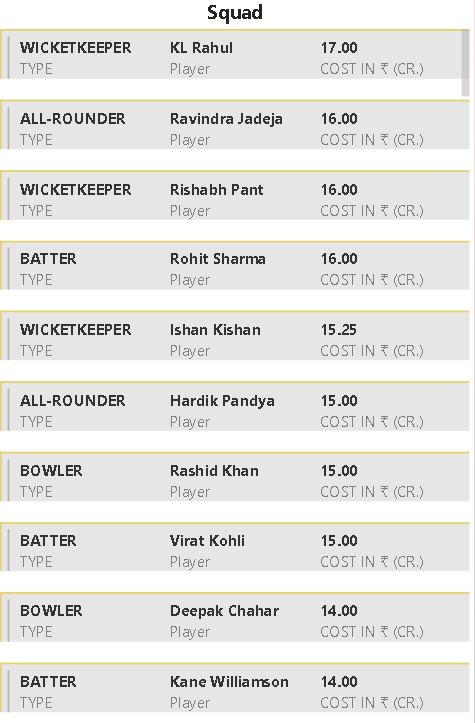 Squad
WICKETKEEPER KL Rahul 17.00
TYPE Player COST IN ₹ (CR.)
ALL-ROUNDER Ravindra Jadeja 16.00
TYPE Player COST IN ₹ (CR.)
WICKETKEEPER Rishabh Pant 16.00
TYPE Player COST IN ₹ (CR.)
BATTER Rohit Sharma 16.00
TYPE Player COST IN ₹ (CR.)
WICKETKEEPER Ishan Kishan 15.25
TYPE Player COST IN ₹ (CR.)
ALL-ROUNDER Hardik Pandya 15.00
TYPE Player COST IN ₹ (CR.)
BOWLER Rashid Khan 15.00
TYPE Player COST IN ₹ (CR.)
BATTER Virat Kohli 15.00
TYPE Player COST IN ₹ (CR.)
BOWLER Deepak Chahar 14.00
TYPE Player COST IN ₹ (CR.)
BATTER Kane Williamson 14.00
TYPE Player COST IN ₹ (CR.)